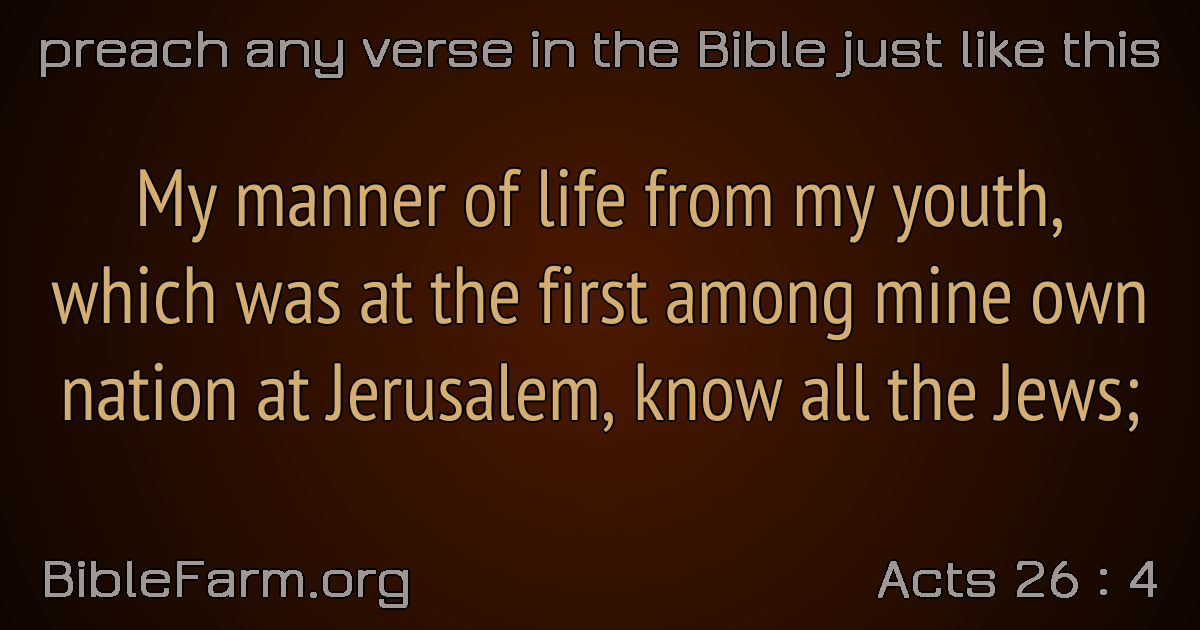 preach any verse in the Bible just like this
My manner of life from my youth,
which was at the first among mine own
nation at Jerusalem, know all the Jews;
BibleFarm.org
Acts 26 : 4